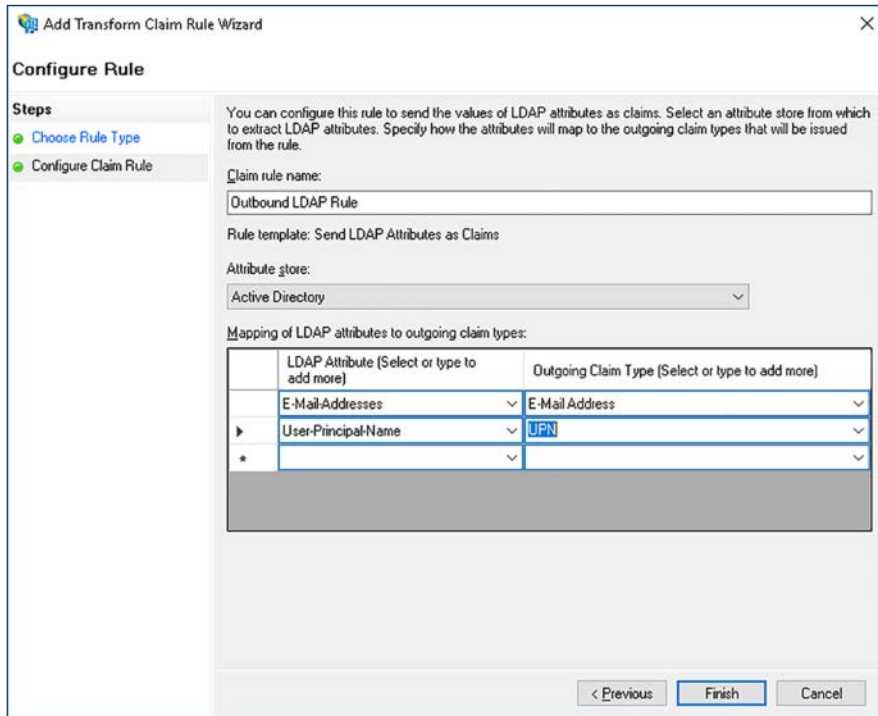 Add Transform Claim Rule Wizard
Configure Rule
Steps
Choose Rule Type
Configure Claim Rule
You can configure this rule to send the values of LDAP attributes as claims. Select an attribute store from which
to extract LDAP attributes. Specify how the attributes will map to the outgoing claim types that will be issued
from the rule.
Claim rule name:
Outbound LDAP Rule
Rule template: Send LDAP Attributes as Claims
Attribute store:
Active Directory
Mapping of LDAP attributes to outgoing claim types:
LDAP Attribute (Select or type to
add more)
Outgoing Claim Type (Select or type to add more)
E-Mail-Addresses
E-Mail Address
User-Principal-Name
UPN
*
< Previous
Finish
Cancel